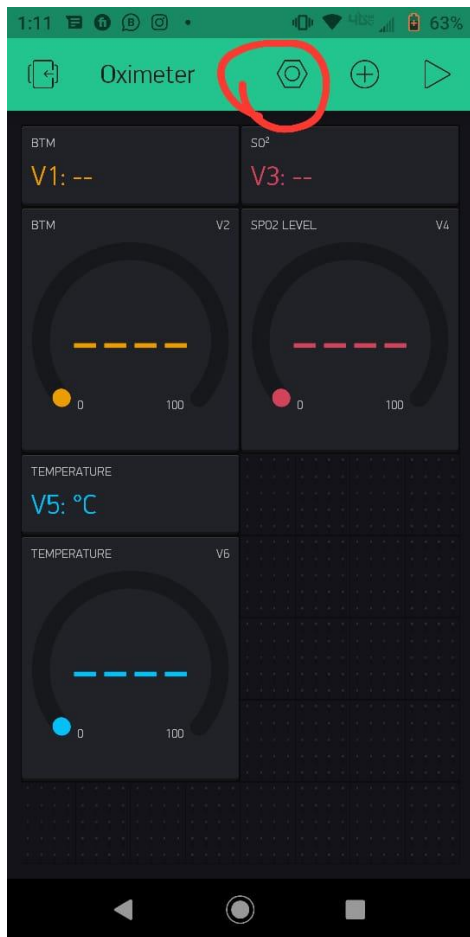 1:11 63%
Oximeter
BTM
V1: --
SO²
V3: --
BTM V2
0 100
SPO2 LEVEL V4
0 100
TEMPERATURE
V5: °C
TEMPERATURE V6
0 100